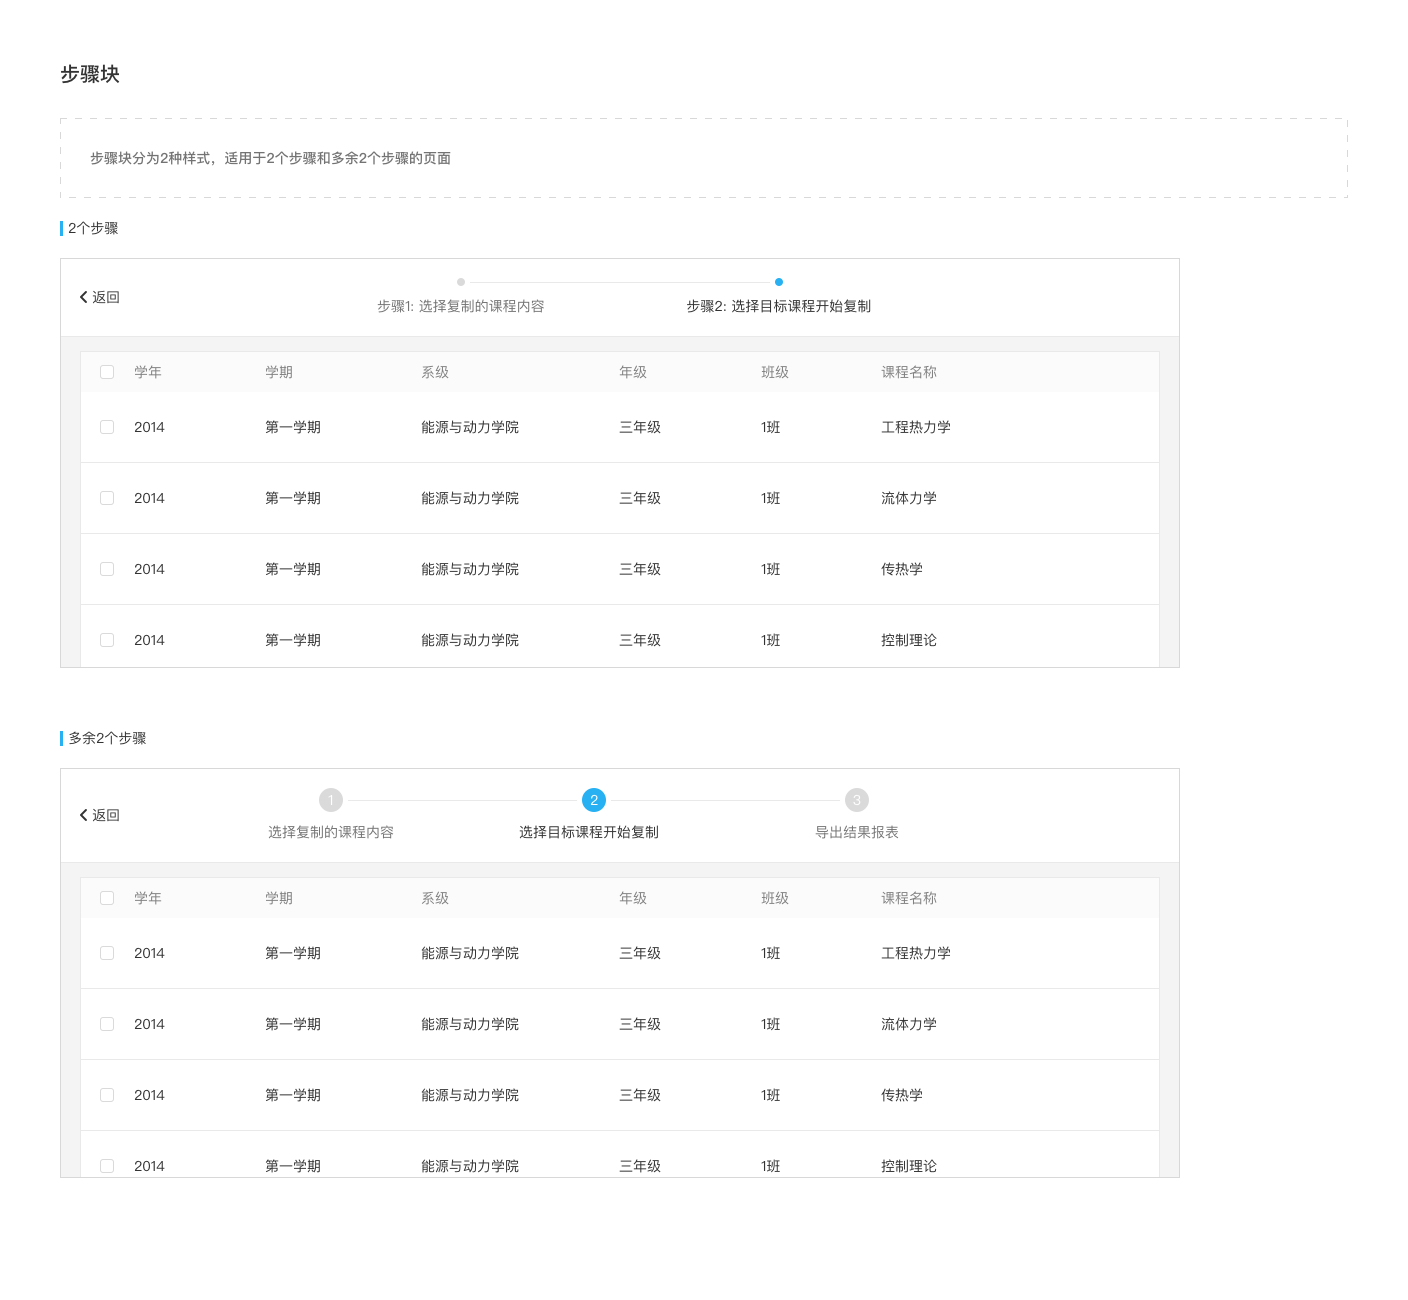 步骤块
步骤块分为2种样式，适用于2个步骤和多余2个步骤的页面
2个步骤
返回
步骤1: 选择复制的课程内容
步骤2: 选择目标课程开始复制
学年 学期 系级 年级 班级 课程名称
2014 第一学期 能源与动力学院 三年级 1班 工程热力学
2014 第一学期 能源与动力学院 三年级 1班 流体力学
2014 第一学期 能源与动力学院 三年级 1班 传热学
2014 第一学期 能源与动力学院 三年级 1班 控制理论
多余2个步骤
返回
1 2 3
选择复制的课程内容 选择目标课程开始复制 导出结果报表
学年 学期 系级 年级 班级 课程名称
2014 第一学期 能源与动力学院 三年级 1班 工程热力学
2014 第一学期 能源与动力学院 三年级 1班 流体力学
2014 第一学期 能源与动力学院 三年级 1班 传热学
2014 第一学期 能源与动力学院 三年级 1班 控制理论